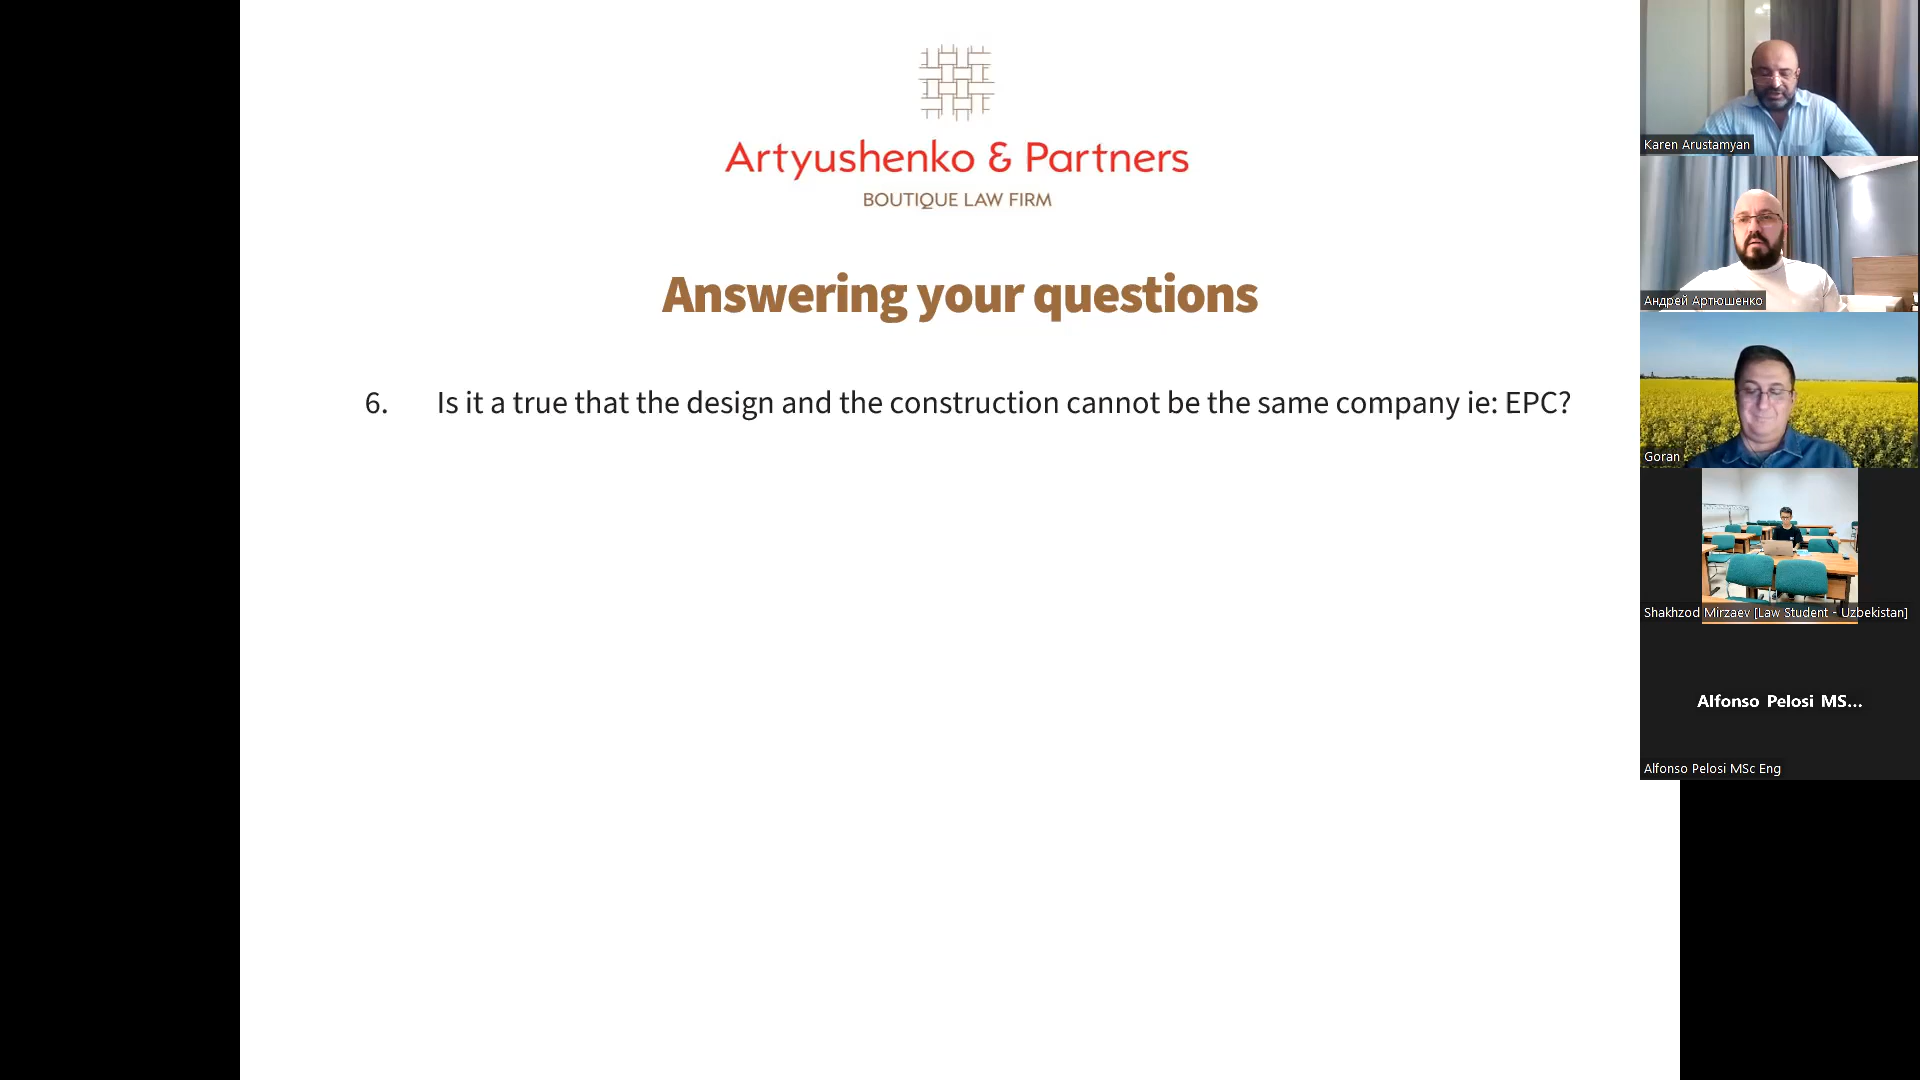 Artyushenko & Partners
BOUTIQUE LAW FIRM
Answering your questions
6. Is it a true that the design and the construction cannot be the same company ie: EPC?
Karen Arustamyan
Андрей Артюшенко
Goran
Shakhzod Mirzaev [Law Student - Uzbekistan]
Alfonso Pelosi MS...
Alfonso Pelosi MSc Eng